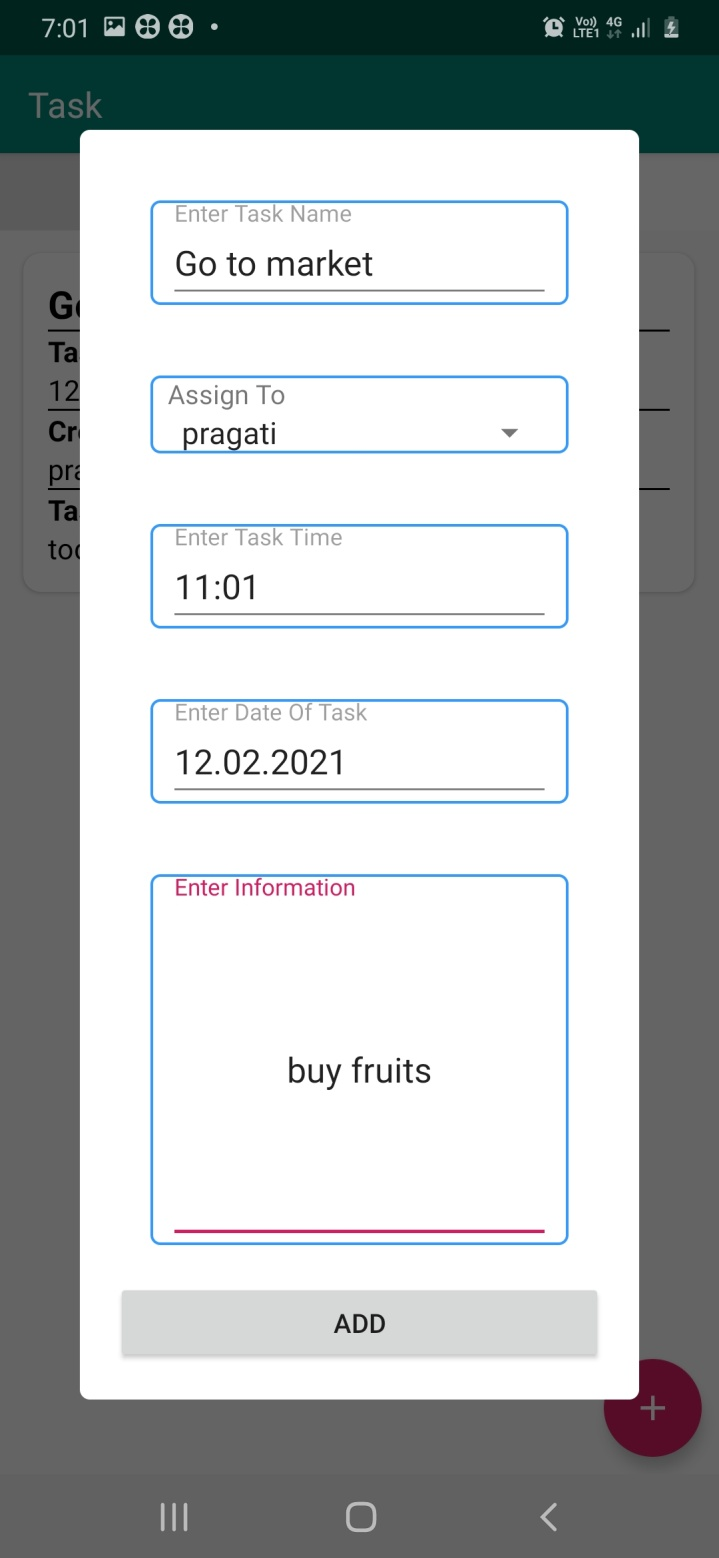 7:01
Vo)) 4G
LTE1
Task
Enter Task Name
Go to market
Assign To
pragati
Enter Task Time
11:01
Enter Date Of Task
12.02.2021
Enter Information
buy fruits
ADD
+